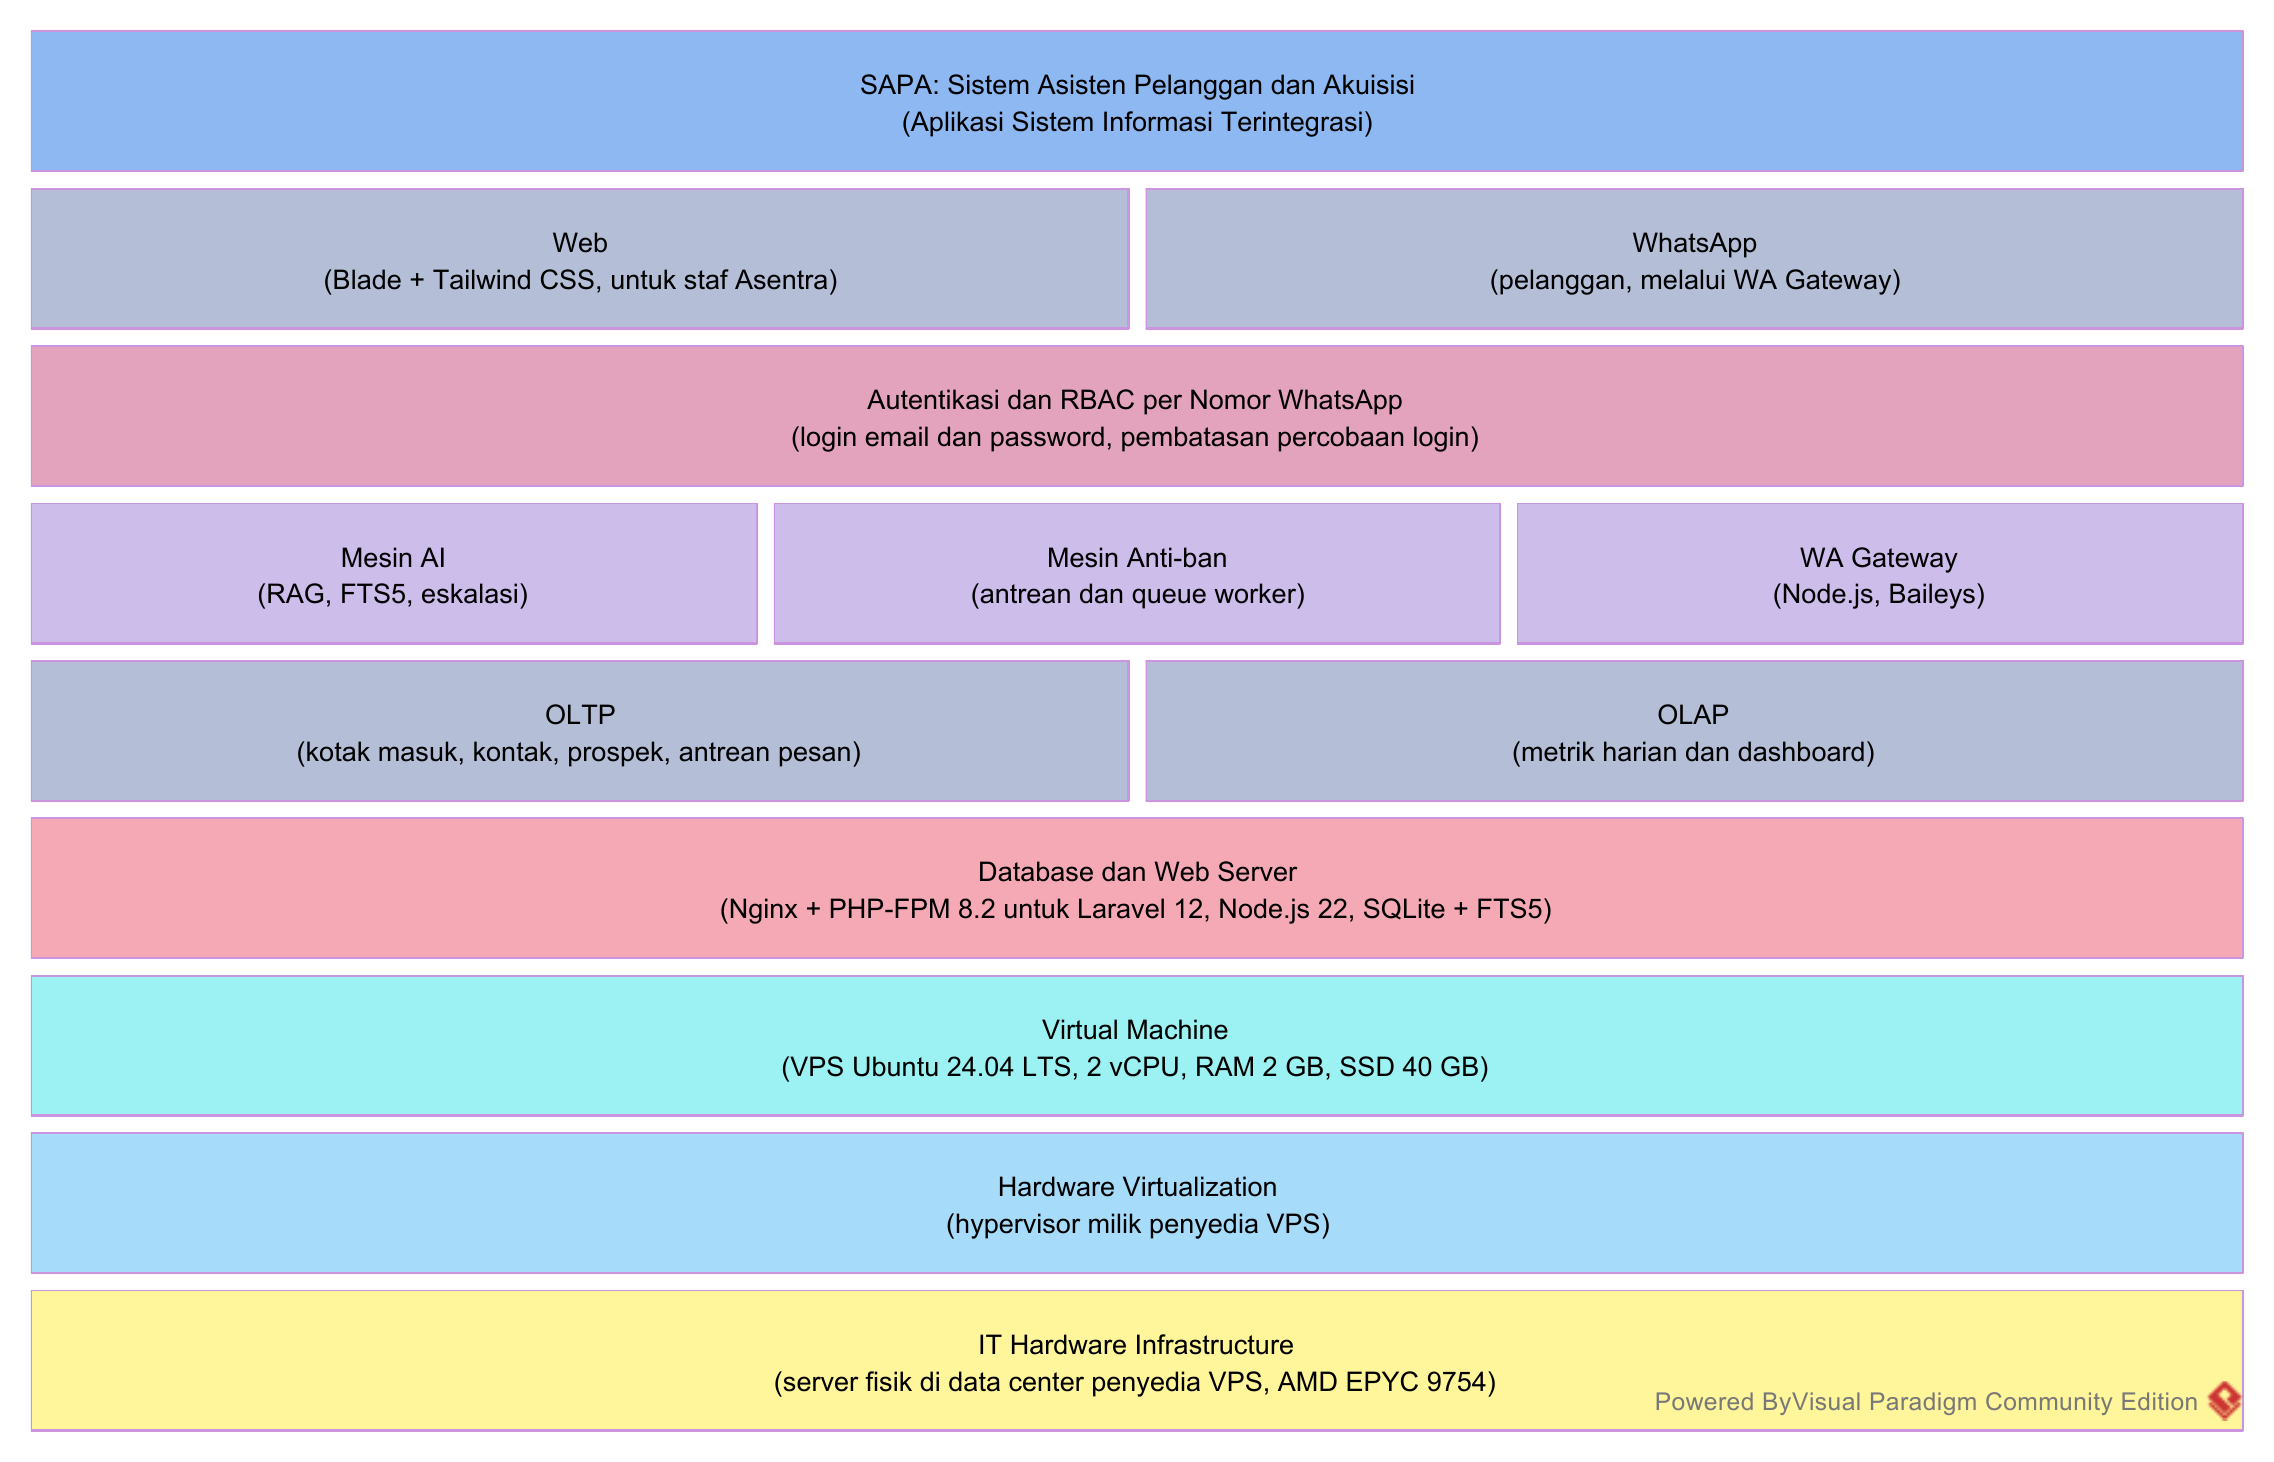 SAPA: Sistem Asisten Pelanggan dan Akuisisi
(Aplikasi Sistem Informasi Terintegrasi)
Web
(Blade + Tailwind CSS, untuk staf Asentra)
WhatsApp
(pelanggan, melalui WA Gateway)
Autentikasi dan RBAC per Nomor WhatsApp
(login email dan password, pembatasan percobaan login)
Mesin AI
(RAG, FTS5, eskalasi)
Mesin Anti-ban
(antrean dan queue worker)
WA Gateway
(Node.js, Baileys)
OLTP
(kotak masuk, kontak, prospek, antrean pesan)
OLAP
(metrik harian dan dashboard)
Database dan Web Server
(Nginx + PHP-FPM 8.2 untuk Laravel 12, Node.js 22, SQLite + FTS5)
Virtual Machine
(VPS Ubuntu 24.04 LTS, 2 vCPU, RAM 2 GB, SSD 40 GB)
Hardware Virtualization
(hypervisor milik penyedia VPS)
IT Hardware Infrastructure
(server fisik di data center penyedia VPS, AMD EPYC 9754)
Powered ByVisual Paradigm Community Edition